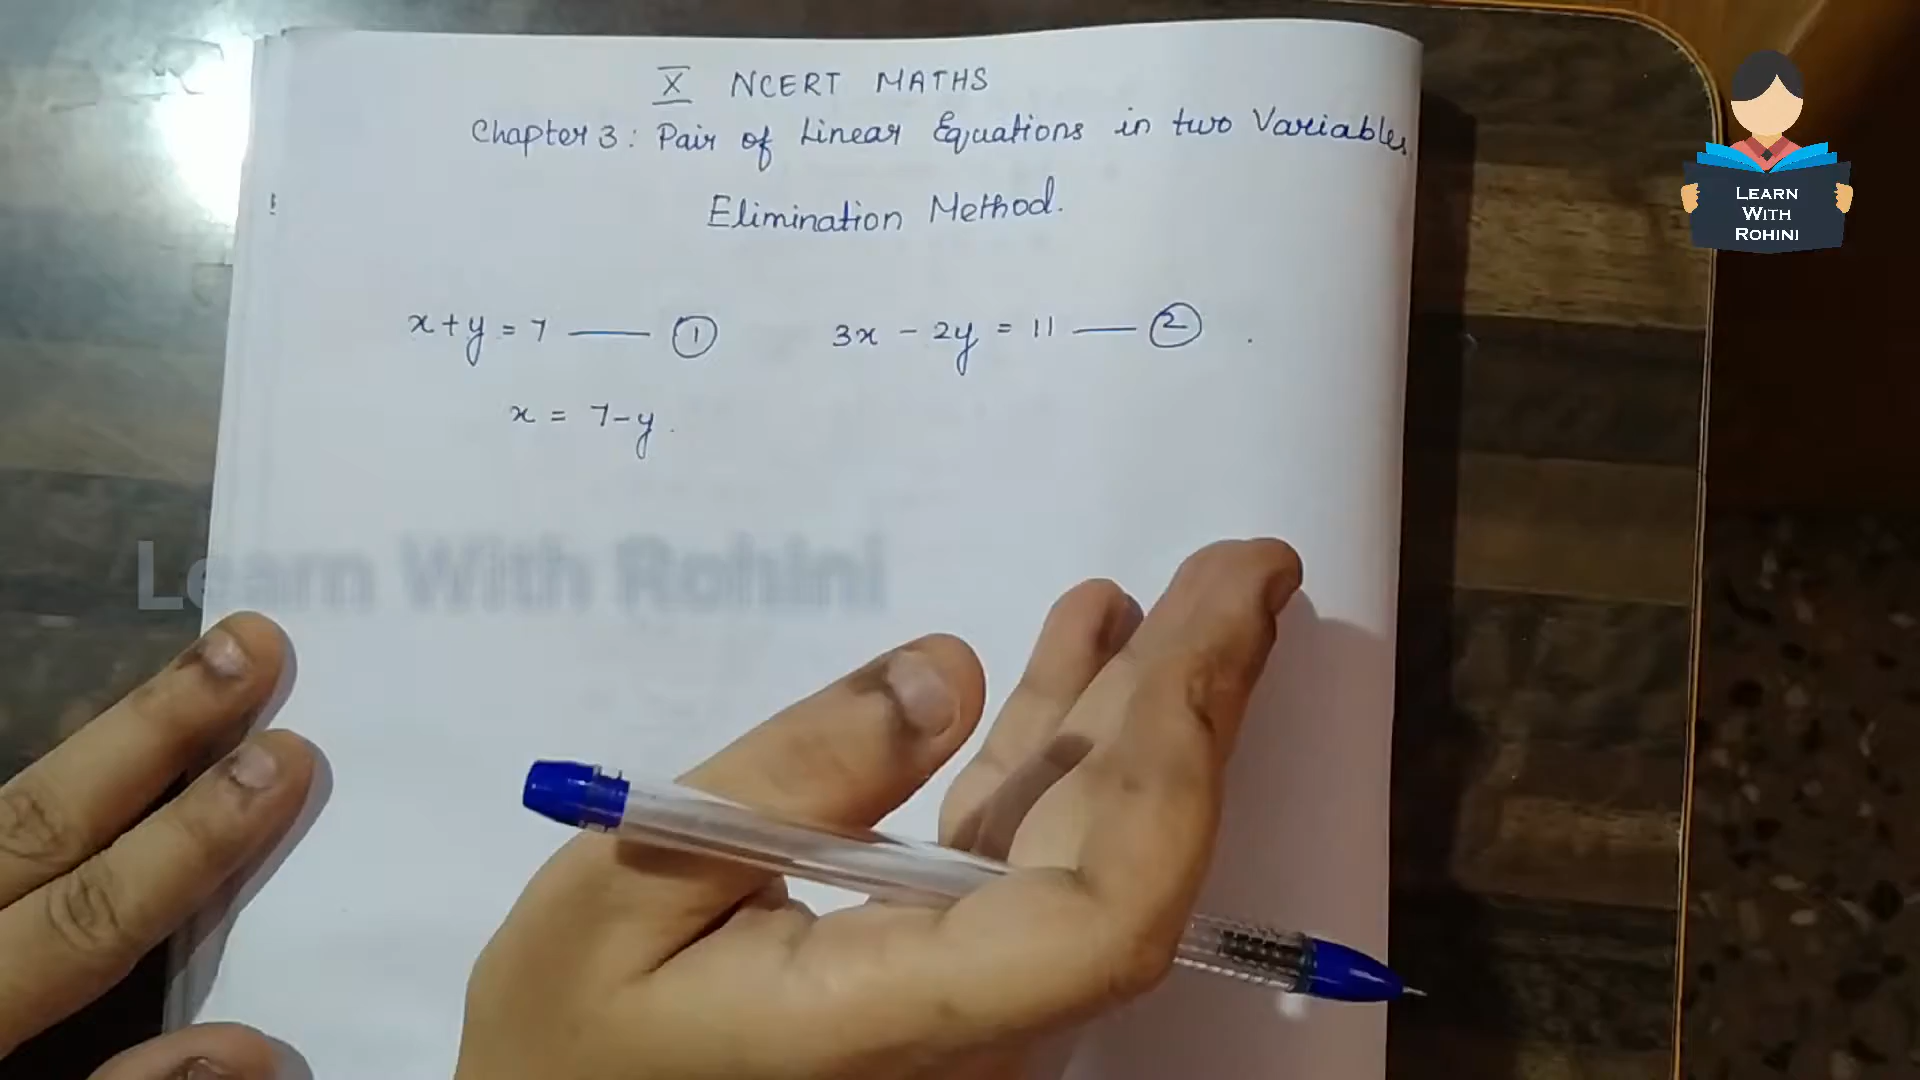 X NCERT MATHS
Chapter 3: Pair of Linear Equations in two Variables
Elimination Method.
x + y = 7 —— ① 3x - 2y = 11 —— ② .
x = 7 - y .
Learn With Rohini
LEARN
WITH
ROHINI